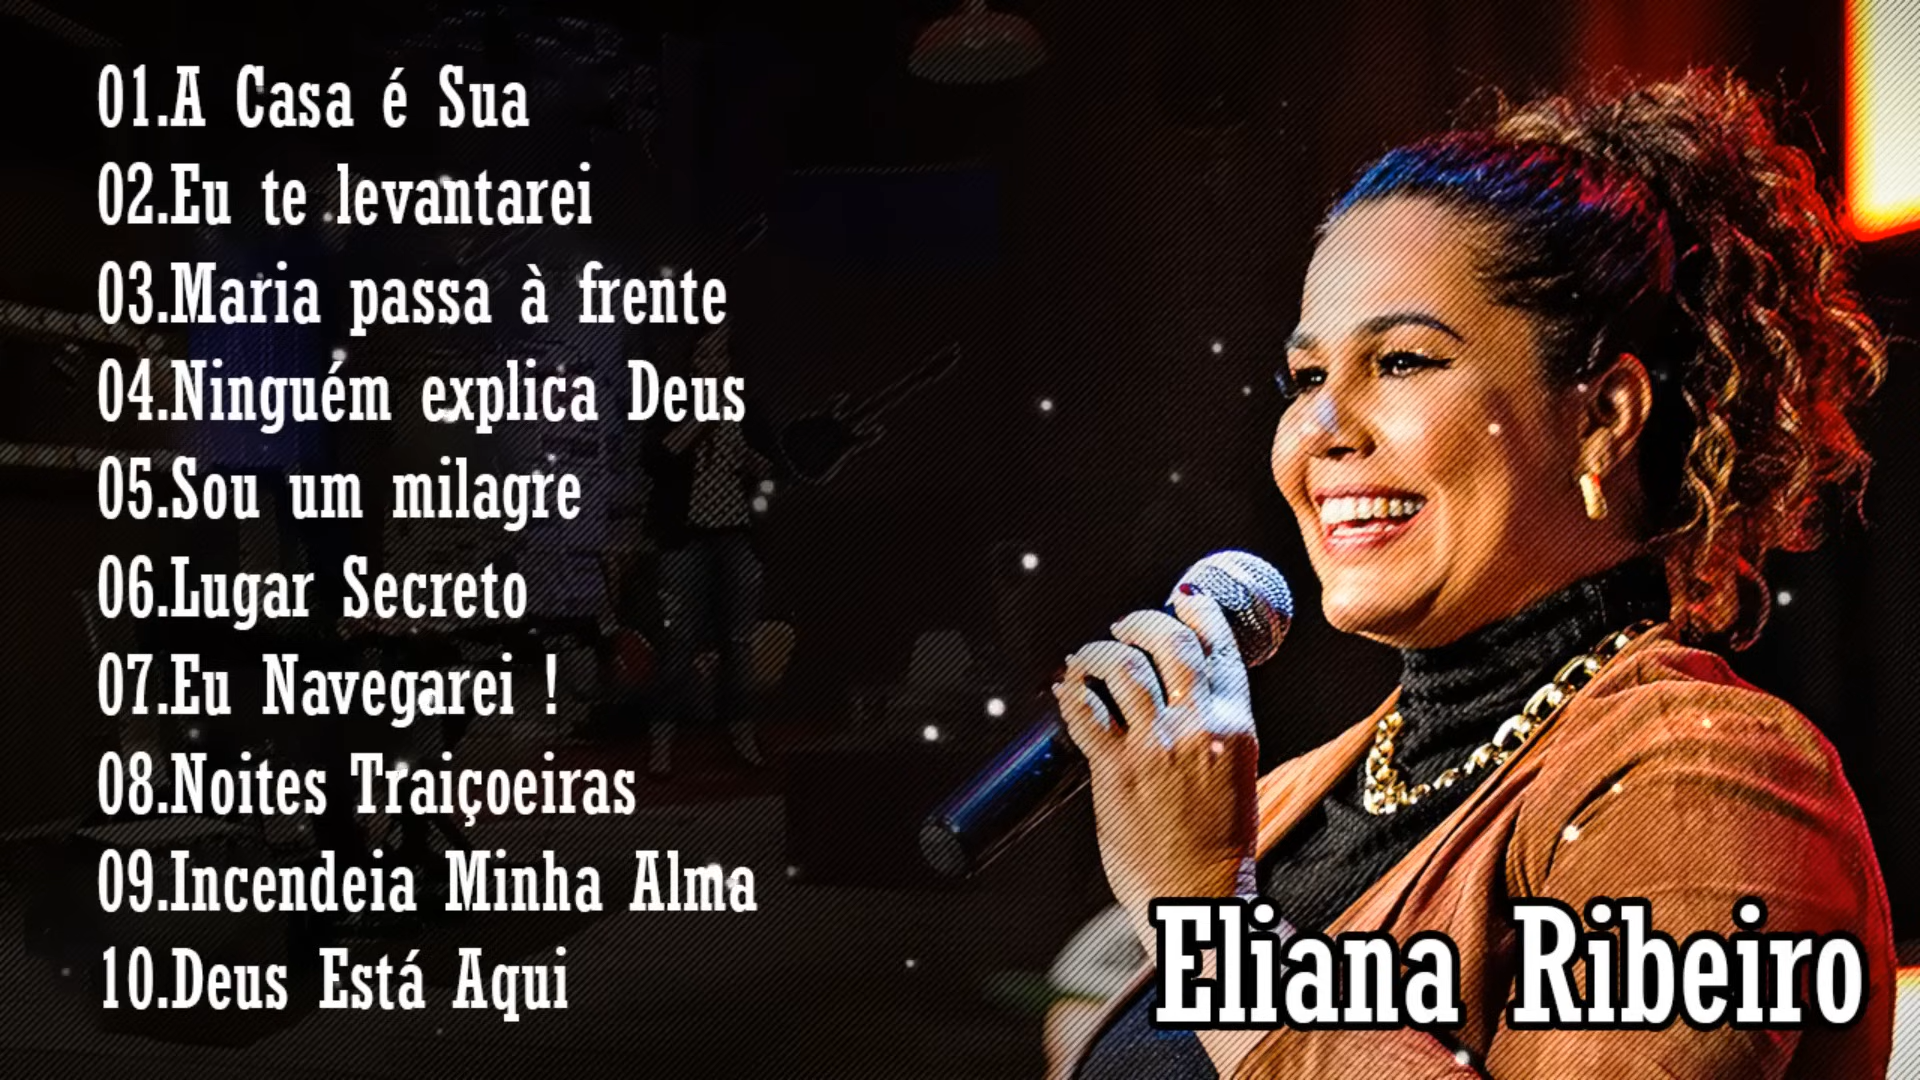 01.A Casa é Sua
02.Eu te levantarei
03.Maria passa à frente
04.Ninguém explica Deus
05.Sou um milagre
06.Lugar Secreto
07.Eu Navegarei !
08.Noites Traiçoeiras
09.Incendeia Minha Alma
10.Deus Está Aqui
Eliana Ribeiro